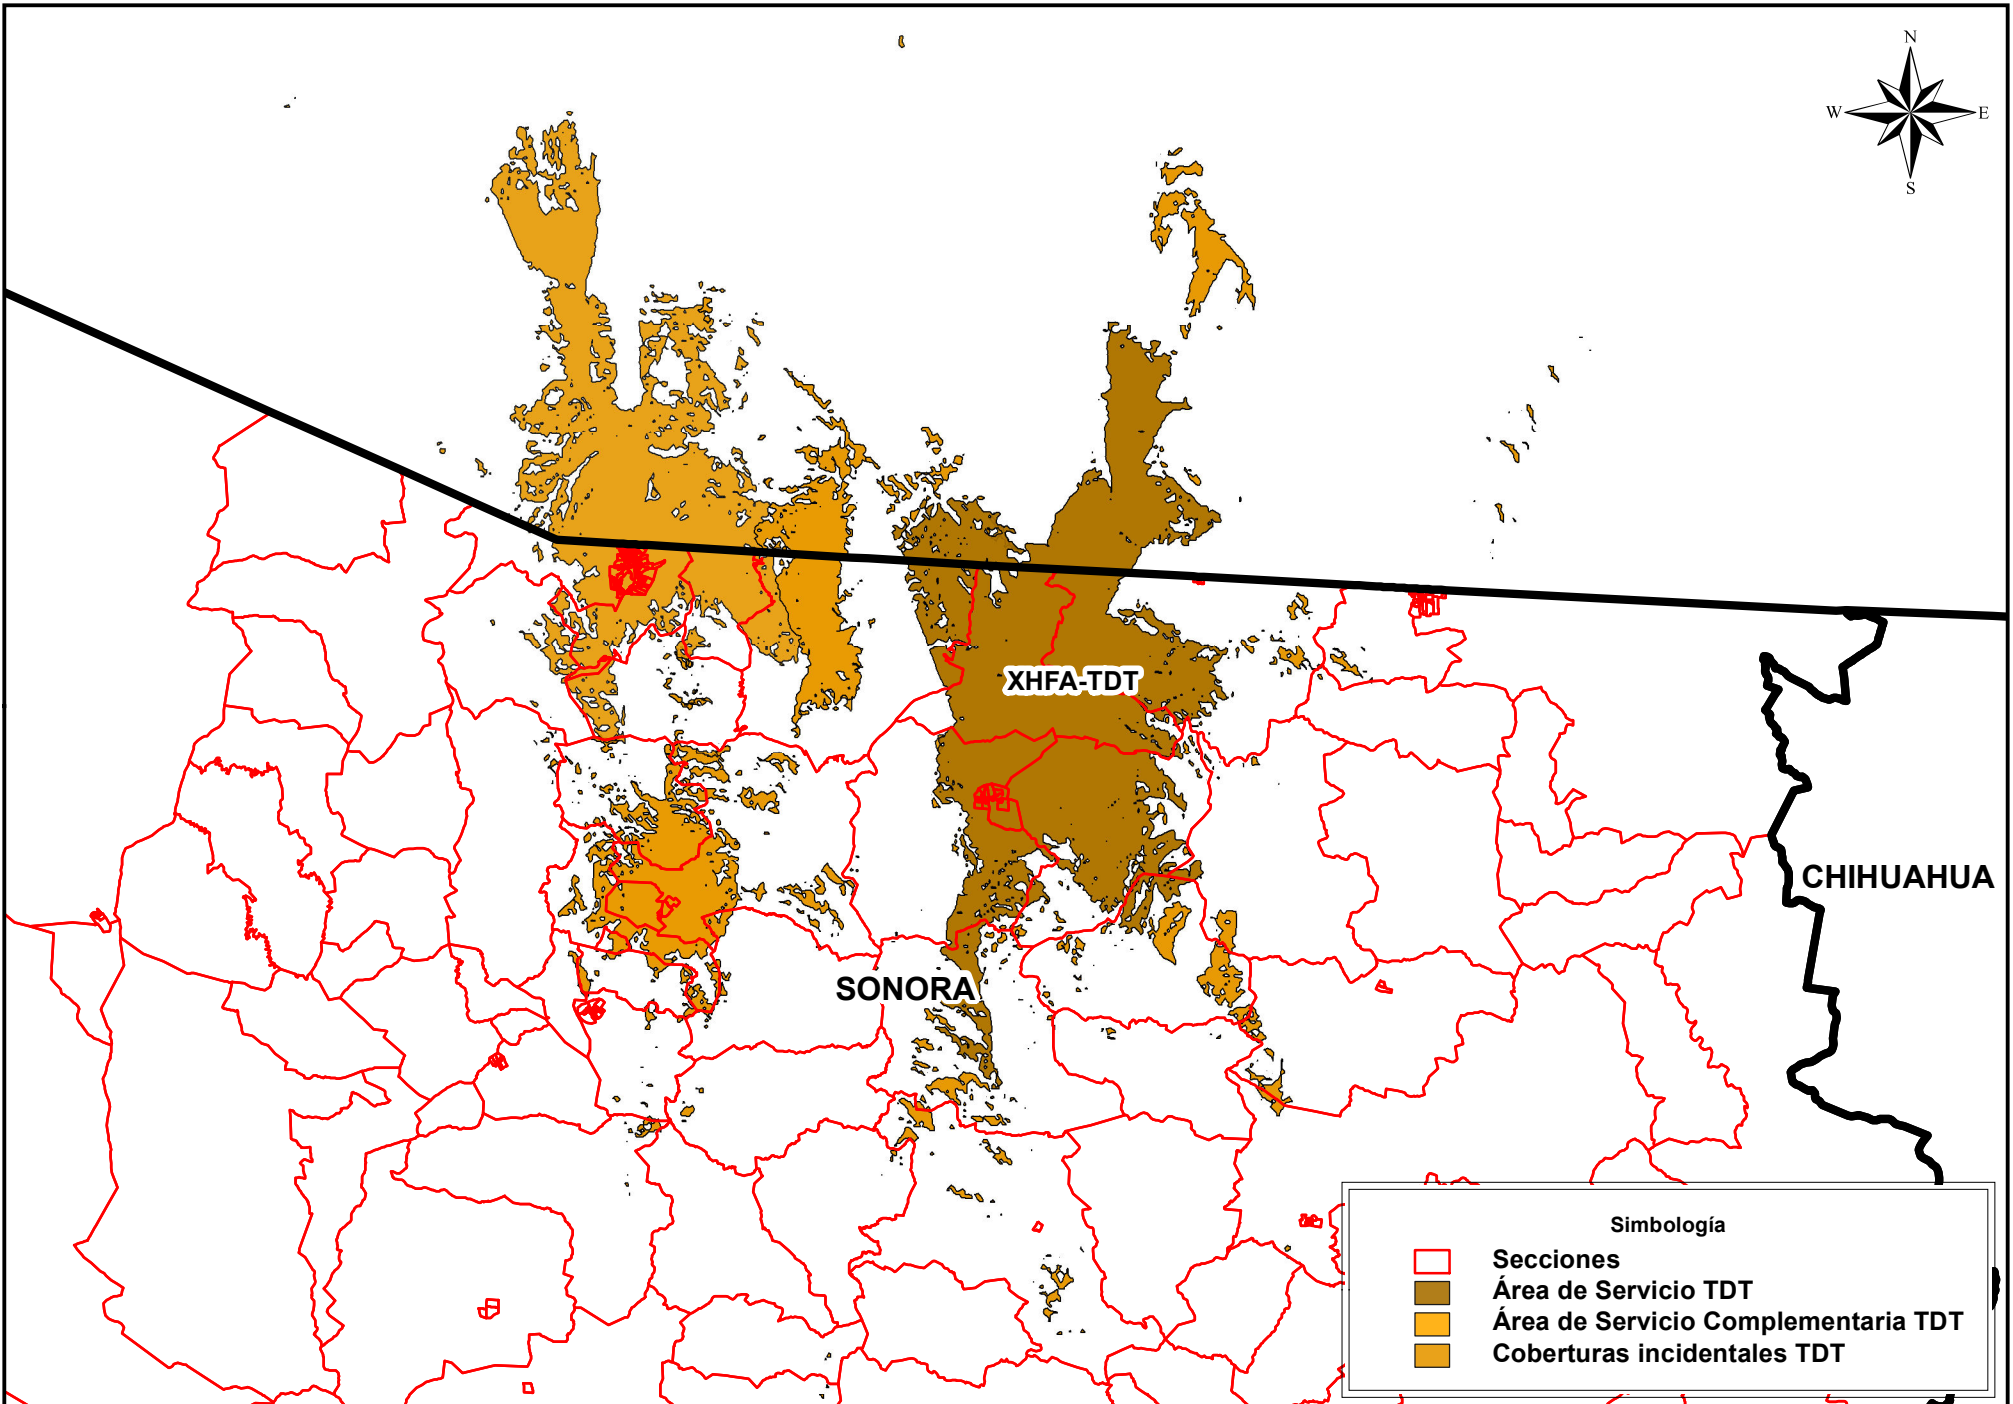 N
W E
S
XHFA-TDT
CHIHUAHUA
SONORA
Simbología
Secciones
Área de Servicio TDT
Área de Servicio Complementaria TDT
Coberturas incidentales TDT